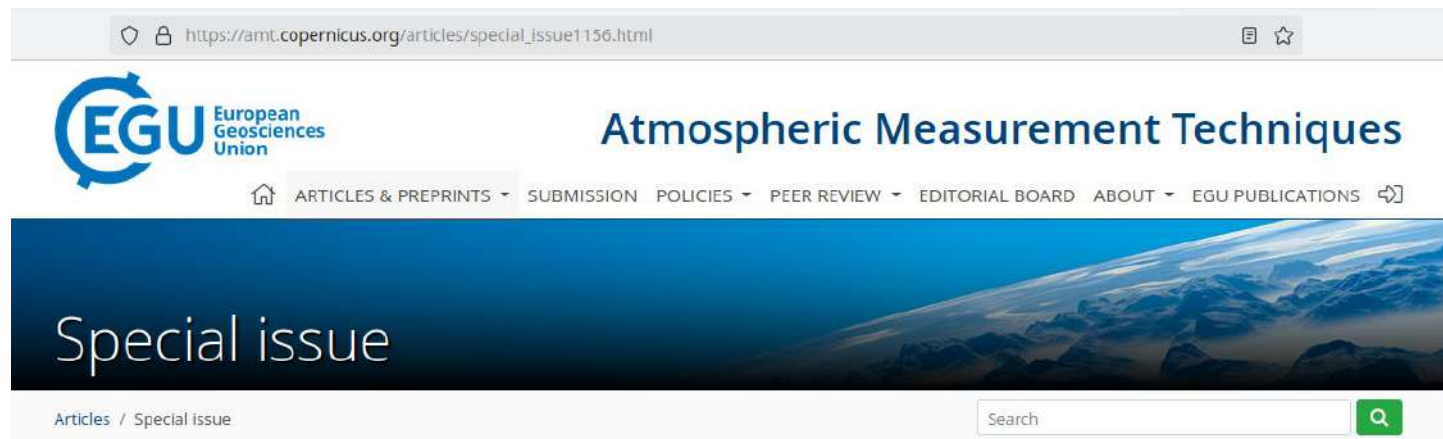 https://amt.copernicus.org/articles/special_issue1156.html
EGU European
Geosciences
Union
Atmospheric Measurement Techniques
ARTICLES & PREPRINTS SUBMISSION POLICIES PEER REVIEW EDITORIAL BOARD ABOUT EGU PUBLICATIONS
Special issue
Articles / Special issue
Search